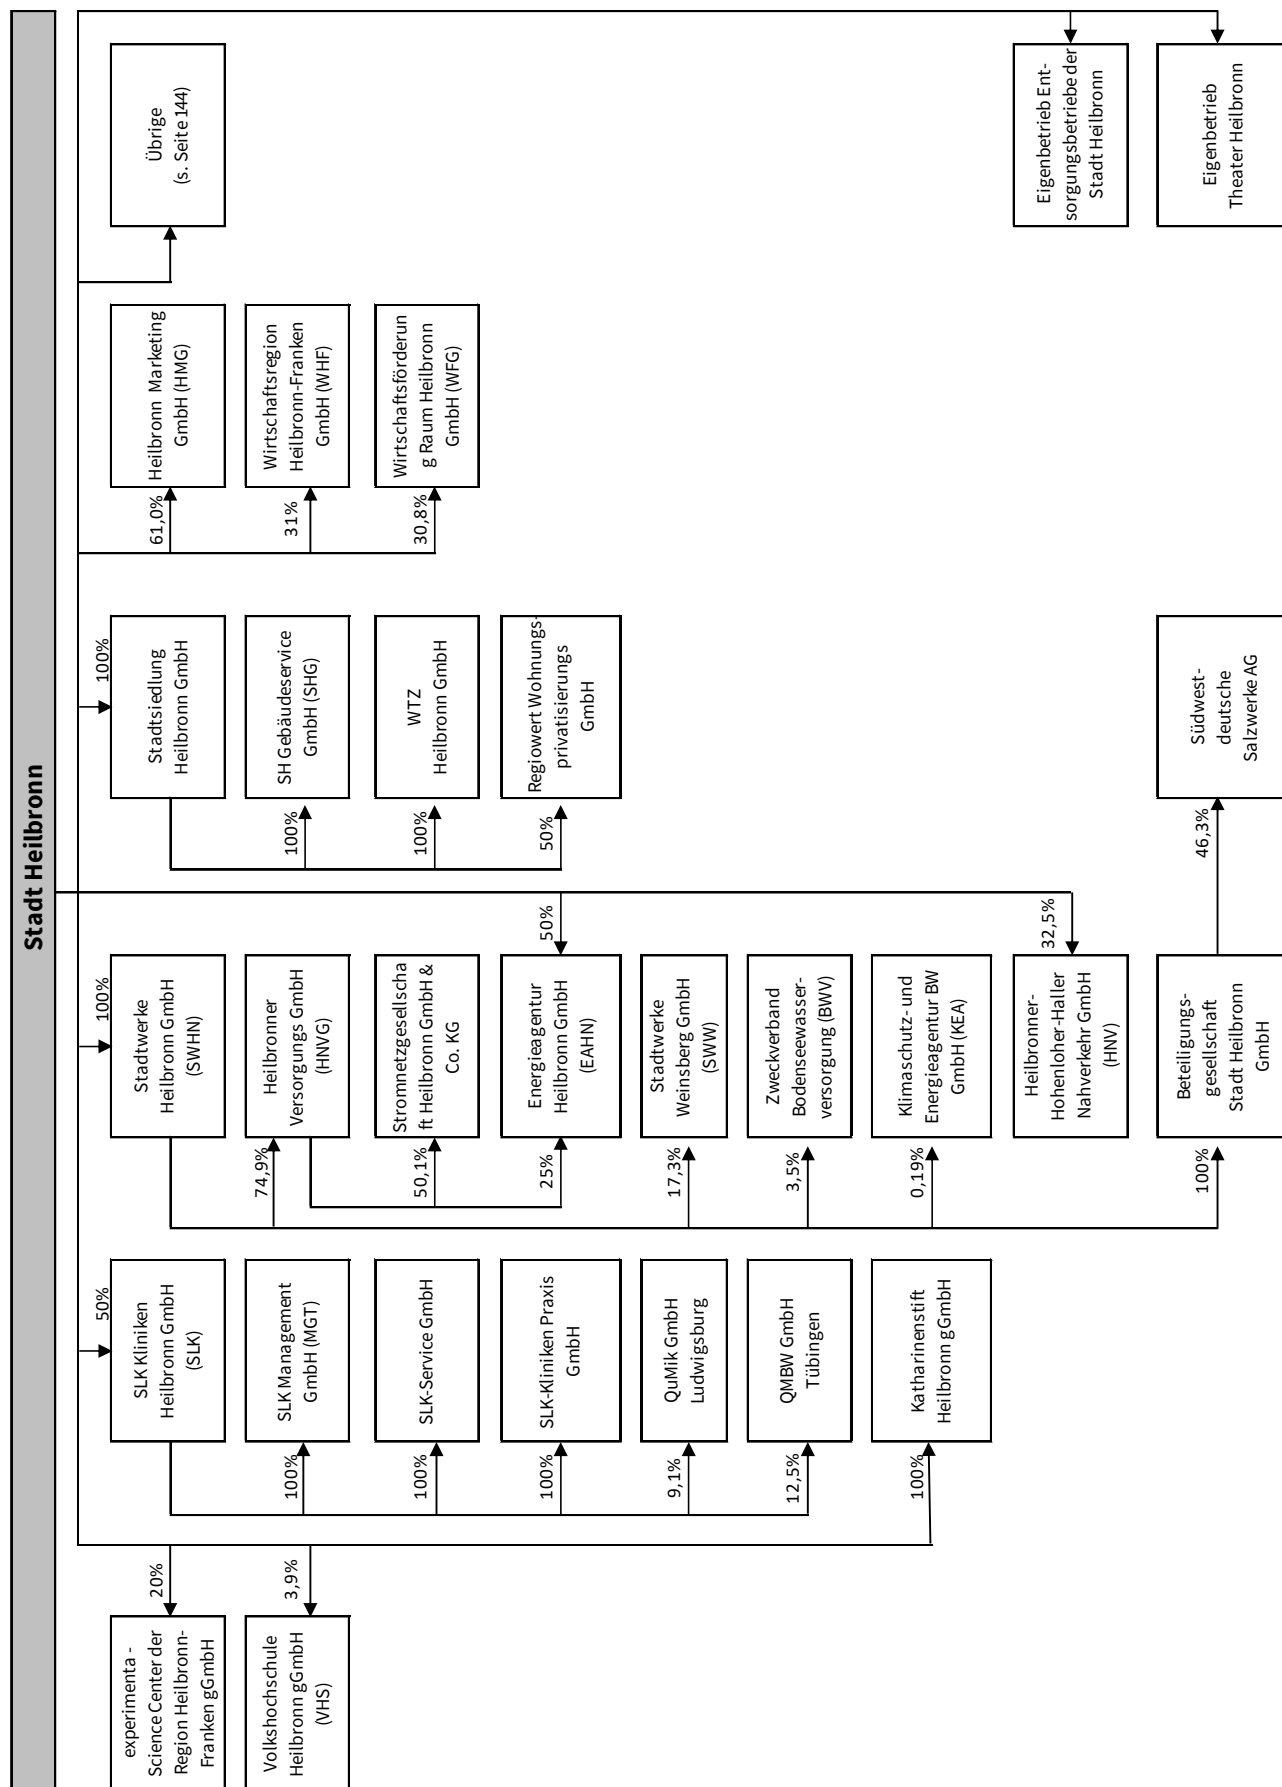 Stadt Heilbronn
50%
100%
100%
experimenta -
Science Center der
Region Heilbronn-
Franken gGmbH
20%
SLK Kliniken
Heilbronn GmbH
(SLK)
Stadtwerke
Heilbronn GmbH
(SWHN)
Stadtsiedlung
Heilbronn GmbH
61,0%
Heilbronn Marketing
GmbH (HMG)
Übrige
(s. Seite 144)
Volkshochschule
Heilbronn gGmbH
(VHS)
3,9%
100%
SLK Management
GmbH (MGT)
74,9%
Heilbronner
Versorgungs GmbH
(HNVG)
100%
SH Gebäudeservice
GmbH (SHG)
31%
Wirtschaftsregion
Heilbronn-Franken
GmbH (WHF)
100%
SLK-Service GmbH
50,1%
Stromnetzgesellscha
ft Heilbronn GmbH &
Co. KG
100%
WTZ
Heilbronn GmbH
30,8%
Wirtschaftsförderun
g Raum Heilbronn
GmbH (WFG)
100%
SLK-Kliniken Praxis
GmbH
25%
Energieagentur
Heilbronn GmbH
(EAHN)
50%
50%
Regiowert Wohnungs-
privatisierungs
GmbH
9,1%
QuMik GmbH
Ludwigsburg
17,3%
Stadtwerke
Weinsberg GmbH
(SWW)
12,5%
QMBW GmbH
Tübingen
3,5%
Zweckverband
Bodenseewasser-
versorgung (BWV)
100%
Katharinenstift
Heilbronn gGmbH
0,19%
Klimaschutz- und
Energieagentur BW
GmbH (KEA)
Heilbronner-
Hohenloher-Haller
Nahverkehr GmbH
(HNV)
32,5%
Eigenbetrieb Ent-
sorgungsbetriebe der
Stadt Heilbronn
100%
Beteiligungs-
gesellschaft
Stadt Heilbronn
GmbH
46,3%
Südwest-
deutsche
Salzwerke AG
Eigenbetrieb
Theater Heilbronn